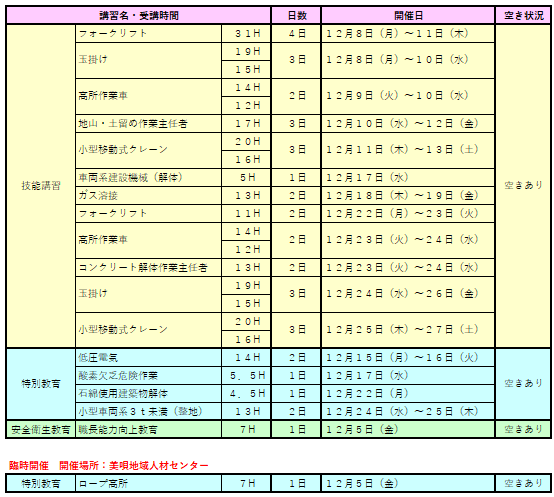 講習名・受講時間 日数 開催日 空き状況
技能講習 フォークリフト 31H 4日 12月8日（月）～11日（木） 空きあり
玉掛け 19H 15H 3日 12月8日（月）～10日（水）
高所作業車 14H 12H 2日 12月9日（火）～10日（水）
地山・土留め作業主任者 17H 3日 12月10日（水）～12日（金）
小型移動式クレーン 20H 16H 3日 12月11日（木）～13日（土）
車両系建設機械（解体） 5H 1日 12月17日（水）
ガス溶接 13H 2日 12月18日（木）～19日（金）
フォークリフト 11H 2日 12月22日（月）～23日（火）
高所作業車 14H 12H 2日 12月23日（火）～24日（水）
コンクリート解体作業主任者 13H 2日 12月23日（火）～24日（水）
玉掛け 19H 15H 3日 12月24日（水）～26日（金）
小型移動式クレーン 20H 16H 3日 12月25日（木）～27日（土）
特別教育 低圧電気 14H 2日 12月15日（月）～16日（火） 空きあり
酸素欠乏危険作業 5．5H 1日 12月17日（水）
石綿使用建築物解体 4．5H 1日 12月22日（月）
小型車両系3t未満（整地） 13H 2日 12月24日（水）～25日（木）
安全衛生教育 職長能力向上教育 7H 1日 12月5日（金） 空きあり
臨時開催 開催場所：美唄地域人材センター
特別教育 ロープ高所 7H 1日 12月5日（金） 空きあり